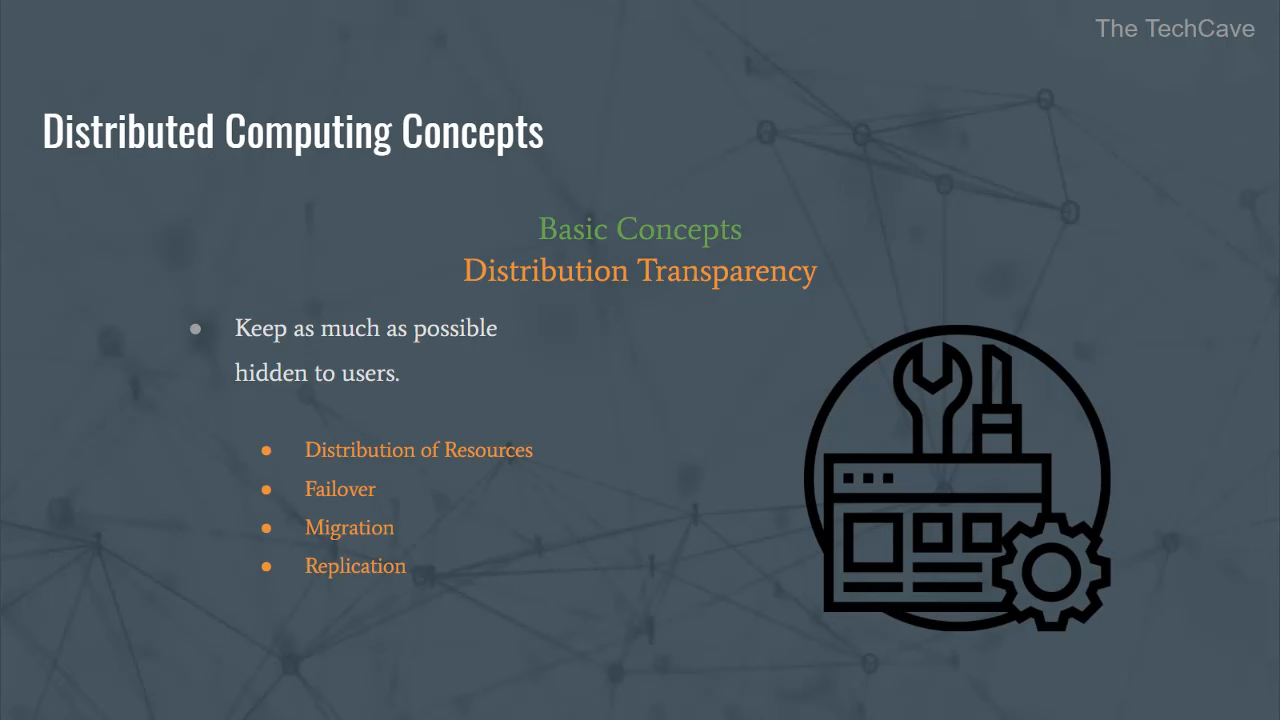 The TechCave
Distributed Computing Concepts
Basic Concepts
Distribution Transparency
Keep as much as possible
hidden to users.
Distribution of Resources
Failover
Migration
Replication